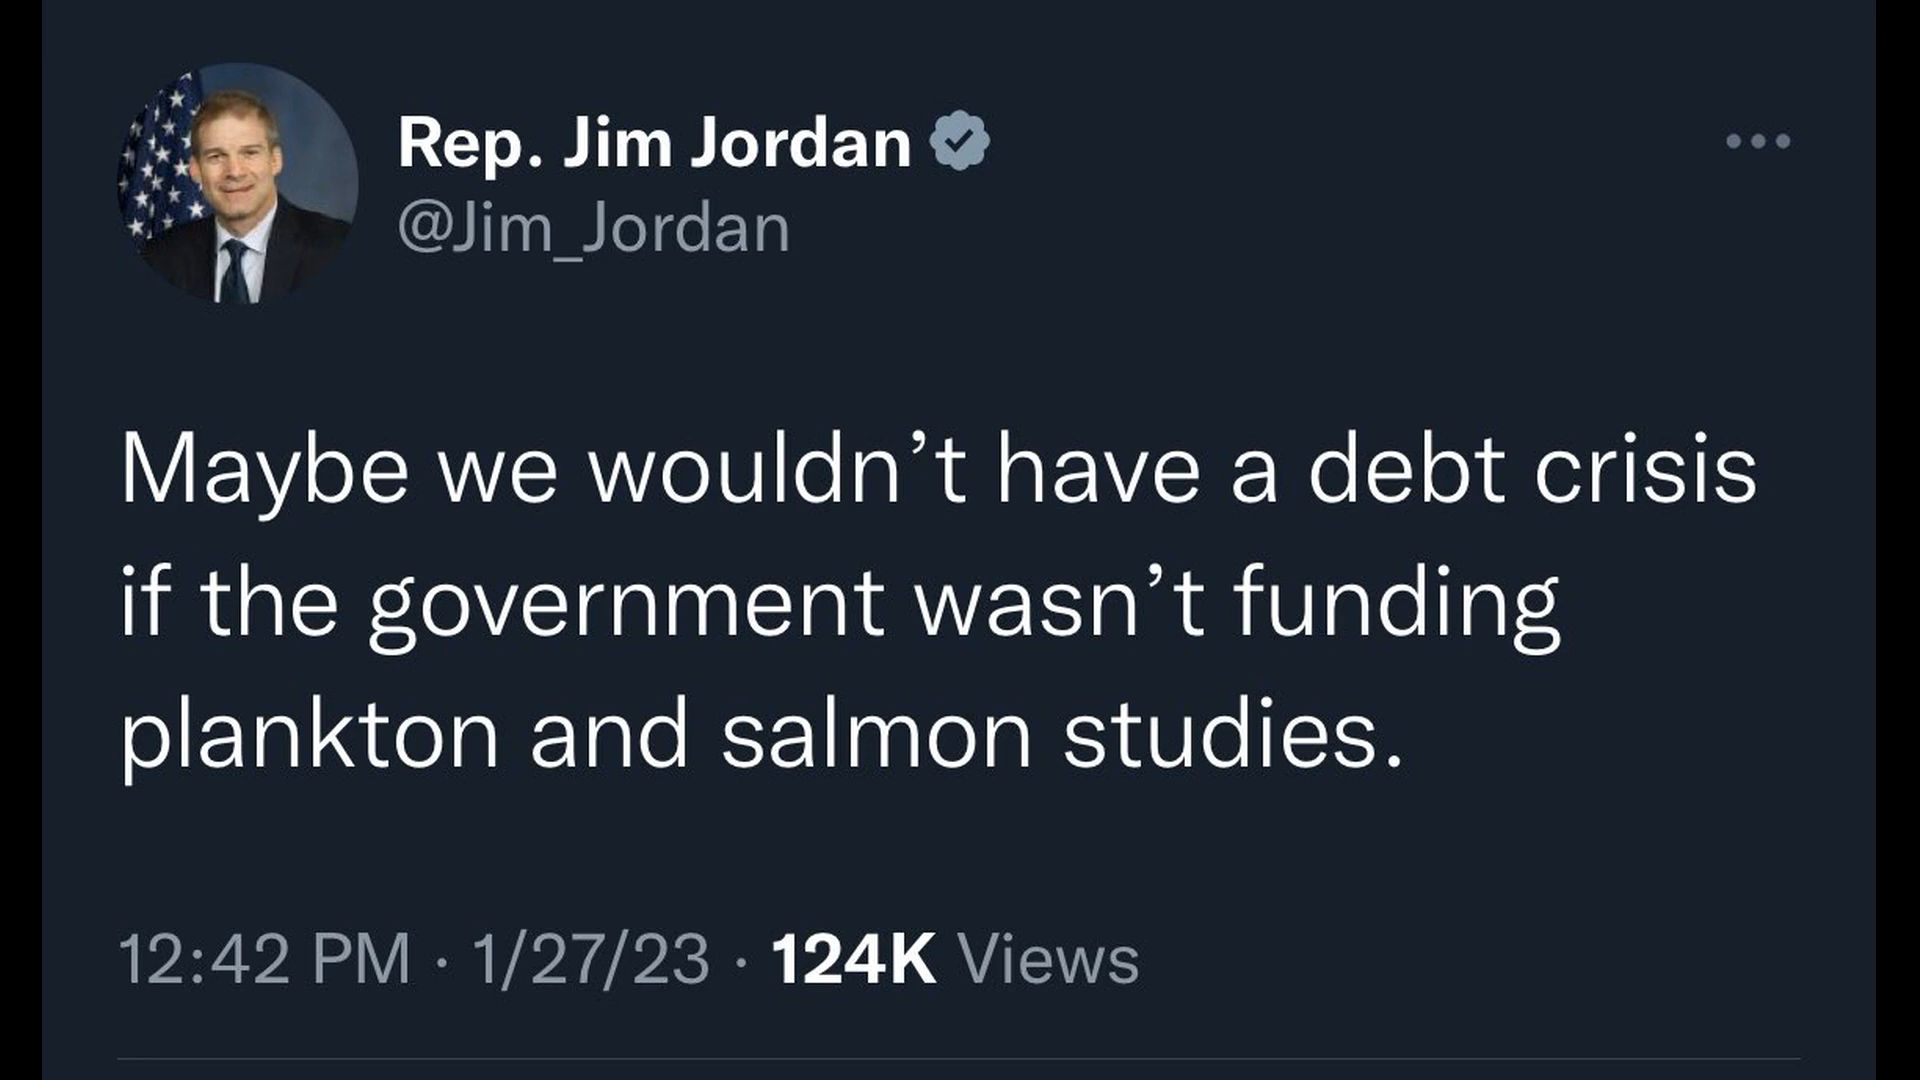 Rep. Jim Jordan
@Jim_Jordan
Maybe we wouldn’t have a debt crisis
if the government wasn’t funding
plankton and salmon studies.
12:42 PM · 1/27/23 · 124K Views